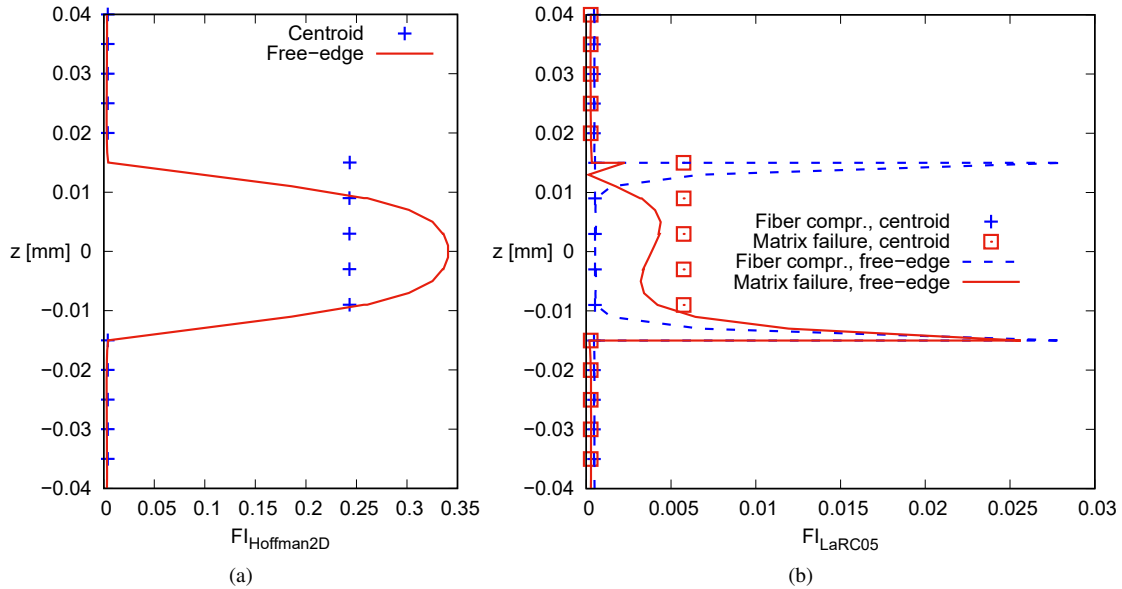 0.04
0.03
0.02
0.01
z [mm] 0
−0.01
−0.02
−0.03
−0.04
0 0.05 0.1 0.15 0.2 0.25 0.3 0.35
FI Hoffman2D
Centroid
Free−edge
(a)
0.04
0.03
0.02
0.01
z [mm] 0
−0.01
−0.02
−0.03
−0.04
0 0.005 0.01 0.015 0.02 0.025 0.03
FI LaRC05
Fiber compr., centroid
Matrix failure, centroid
Fiber compr., free−edge
Matrix failure, free−edge
(b)